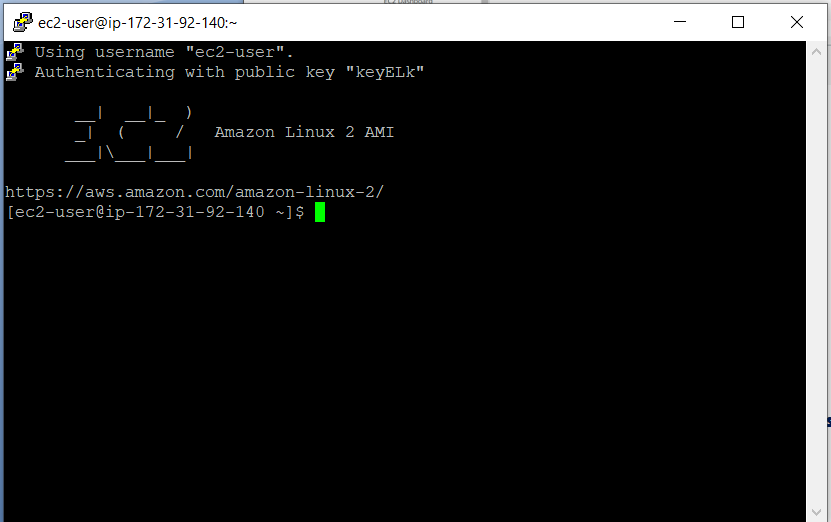 ec2-user@ip-172-31-92-140:~
Using username "ec2-user".
Authenticating with public key "keyELk"
       __|  __|_  )
       _|  (     /   Amazon Linux 2 AMI
      ___|\___|___|
https://aws.amazon.com/amazon-linux-2/
[ec2-user@ip-172-31-92-140 ~]$